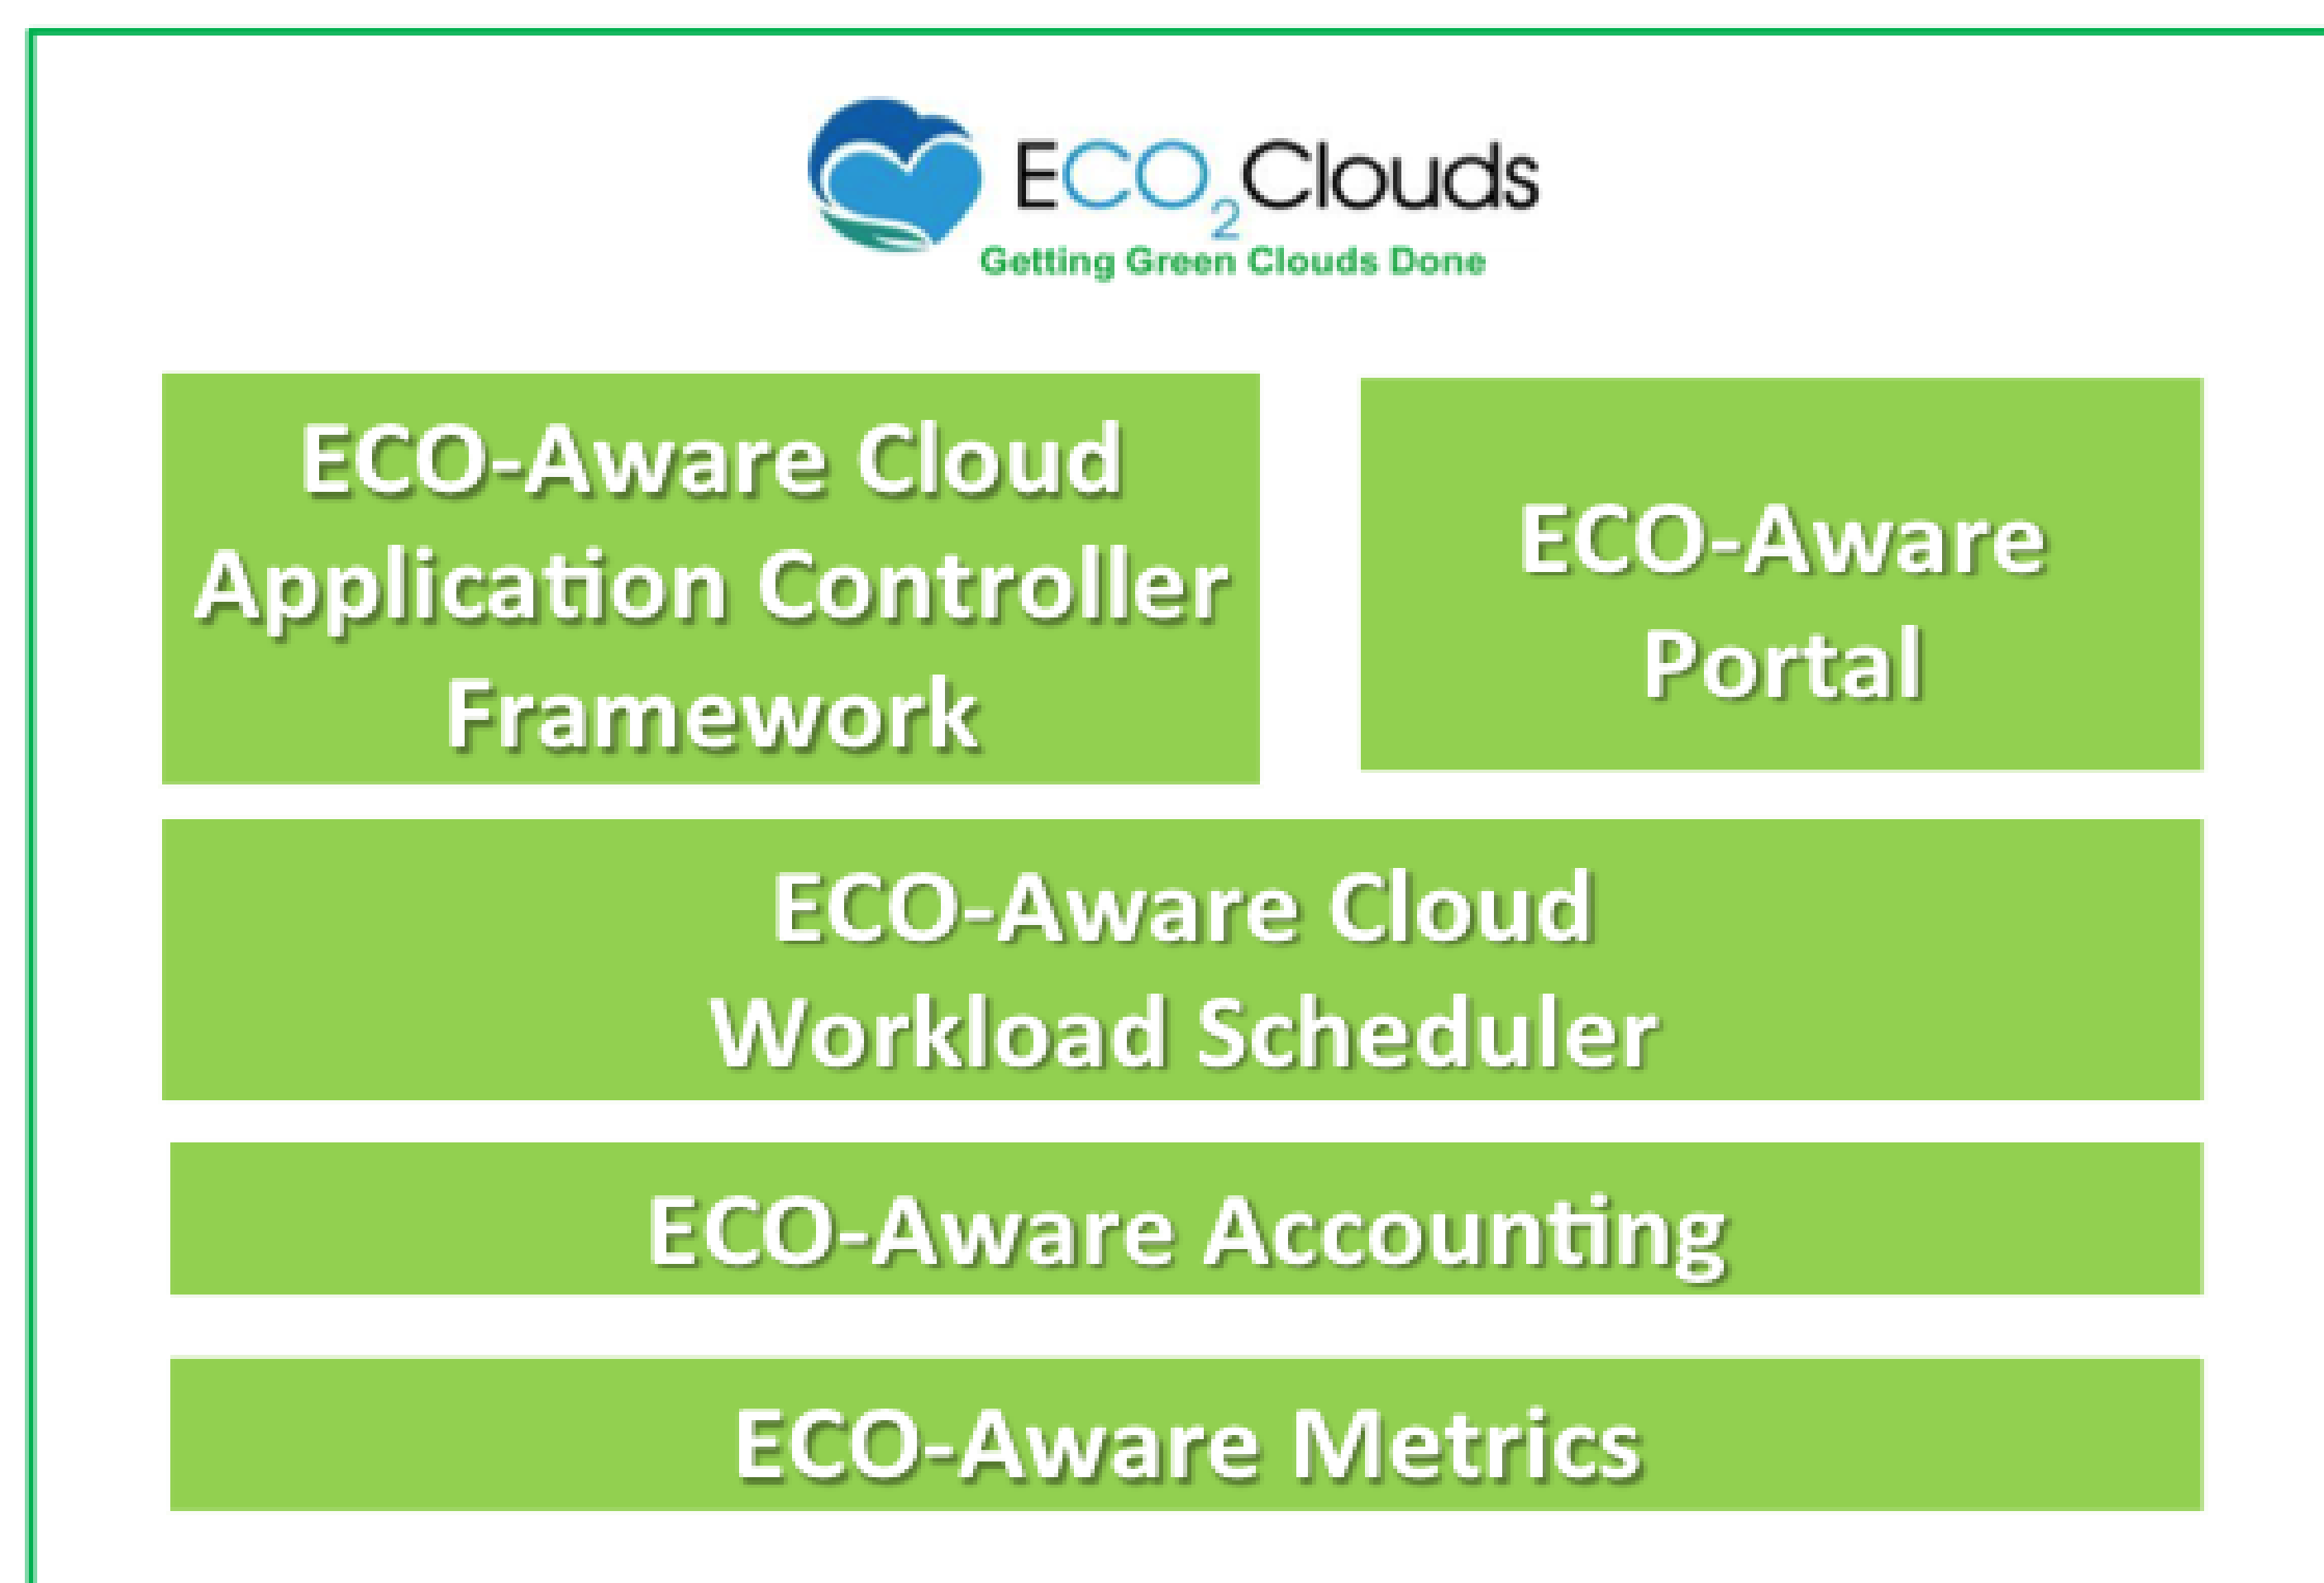 ECO2Clouds
Getting Green Clouds Done
ECO-Aware Cloud
Application Controller
Framework
ECO-Aware
Portal
ECO-Aware Cloud
Workload Scheduler
ECO-Aware Accounting
ECO-Aware Metrics